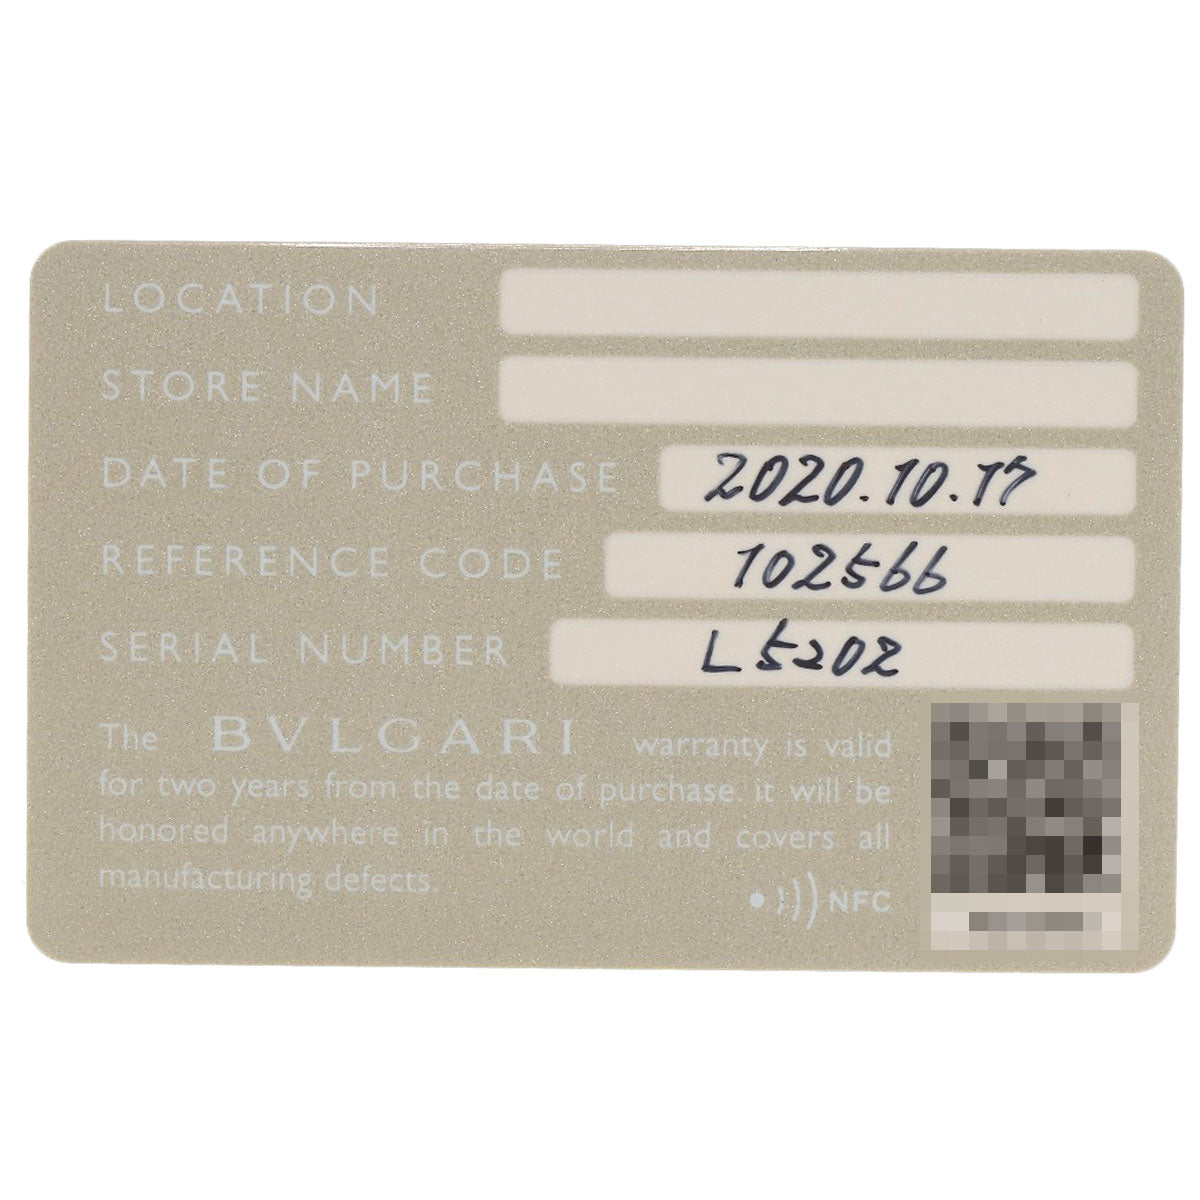 LOCATION
STORE NAME
DATE OF PURCHASE 2020.10.17
REFERENCE CODE 102566
SERIAL NUMBER L5202
The BVLGARI warranty is valid
for two years from the date of purchase. it will be
honored anywhere in the world and covers all
manufacturing defects.
NFC